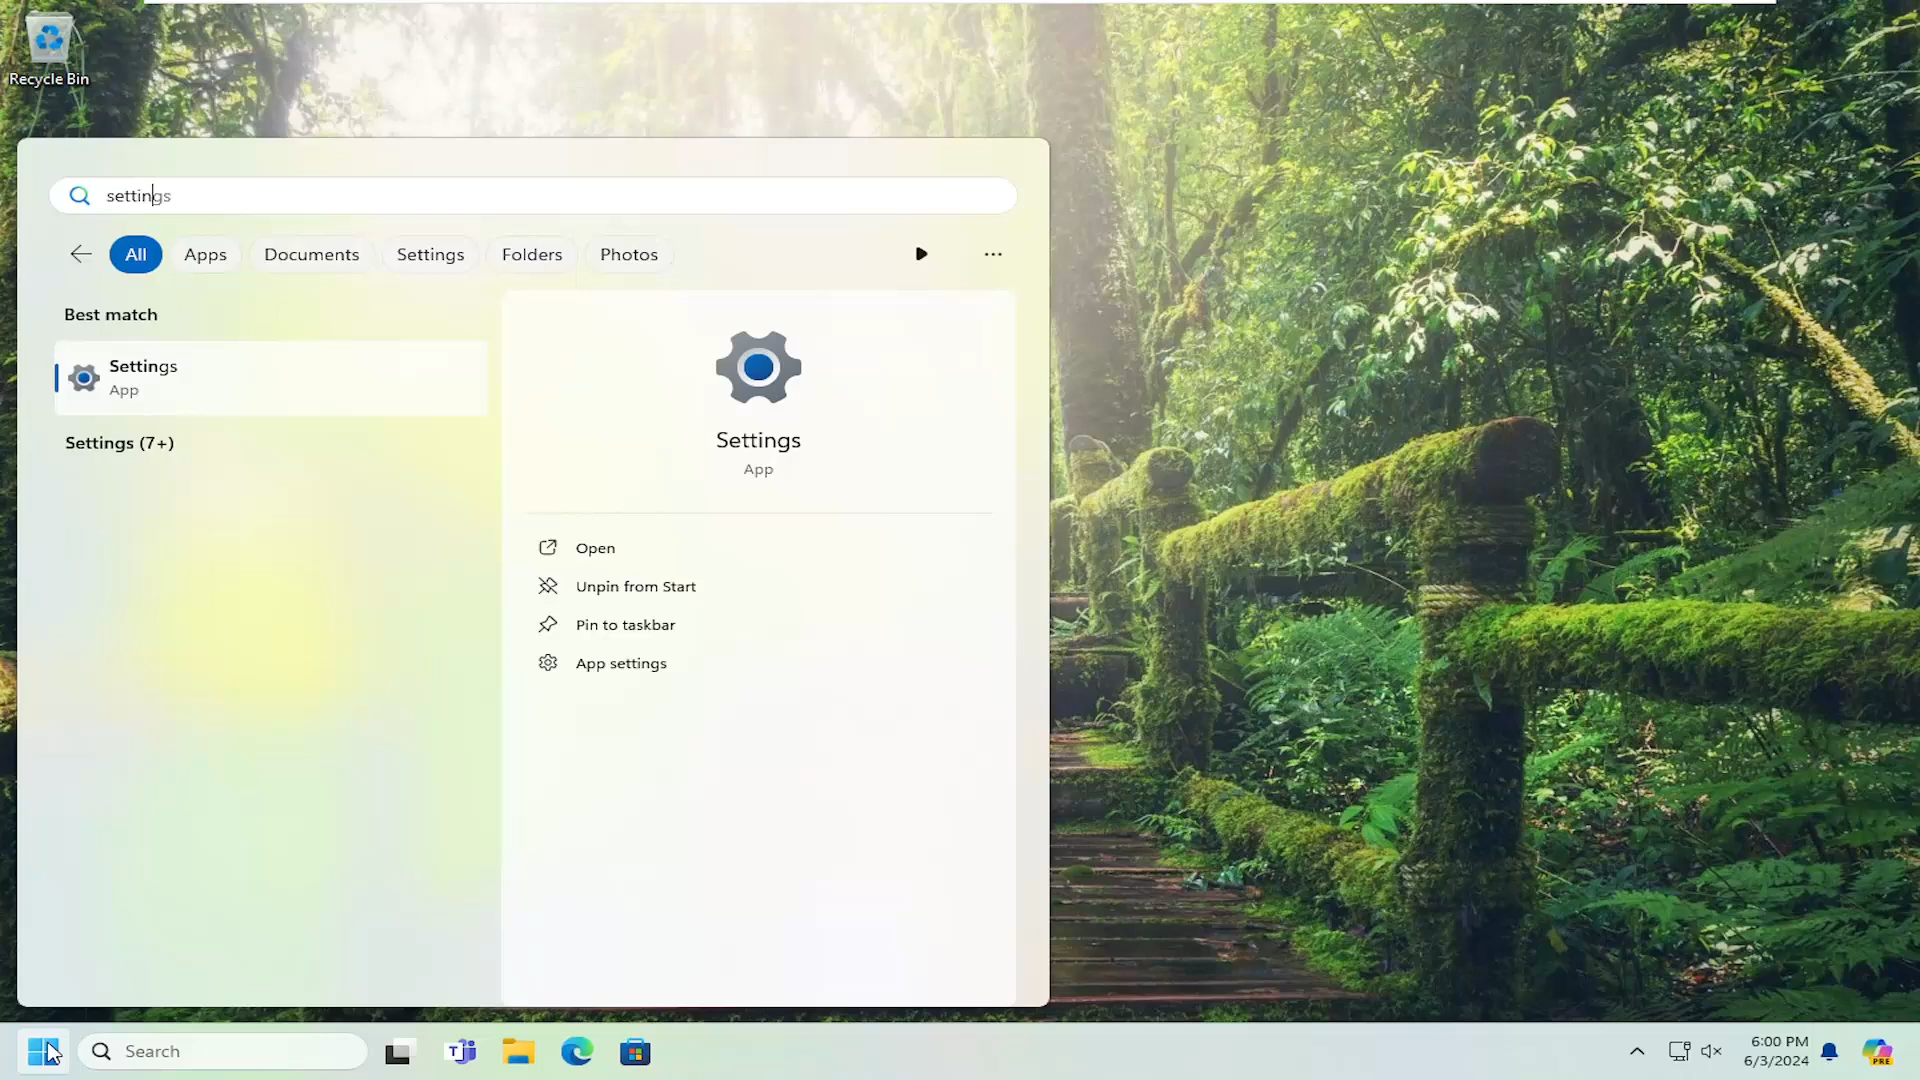 Recycle Bin
settings
All
Apps
Documents
Settings
Folders
Photos
Best match
Settings
App
Settings (7+)
Settings
App
Open
Unpin from Start
Pin to taskbar
App settings
Search
6:00 PM
6/3/2024
PRE